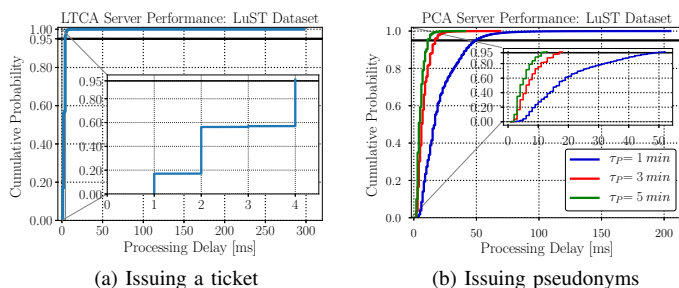 LTCA Server Performance: LuST Dataset
1.00
0.95
0.80
0.60
0.40
0.20
0.00
Cumulative Probability
0.95
0.80
0.60
0.40
0.20
0.00
0 1 2 3 4
0 50 100 150 200 250 300
Processing Delay [ms]
(a) Issuing a ticket
PCA Server Performance: LuST Dataset
1.0
0.95
0.8
0.6
0.4
0.2
0.0
Cumulative Probability
0.95
0.80
0.60
0.40
0.20
0.00
0 10 20 30 40 50
τP= 1 min
τP= 3 min
τP= 5 min
0 50 100 150 200
Processing Delay [ms]
(b) Issuing pseudonyms